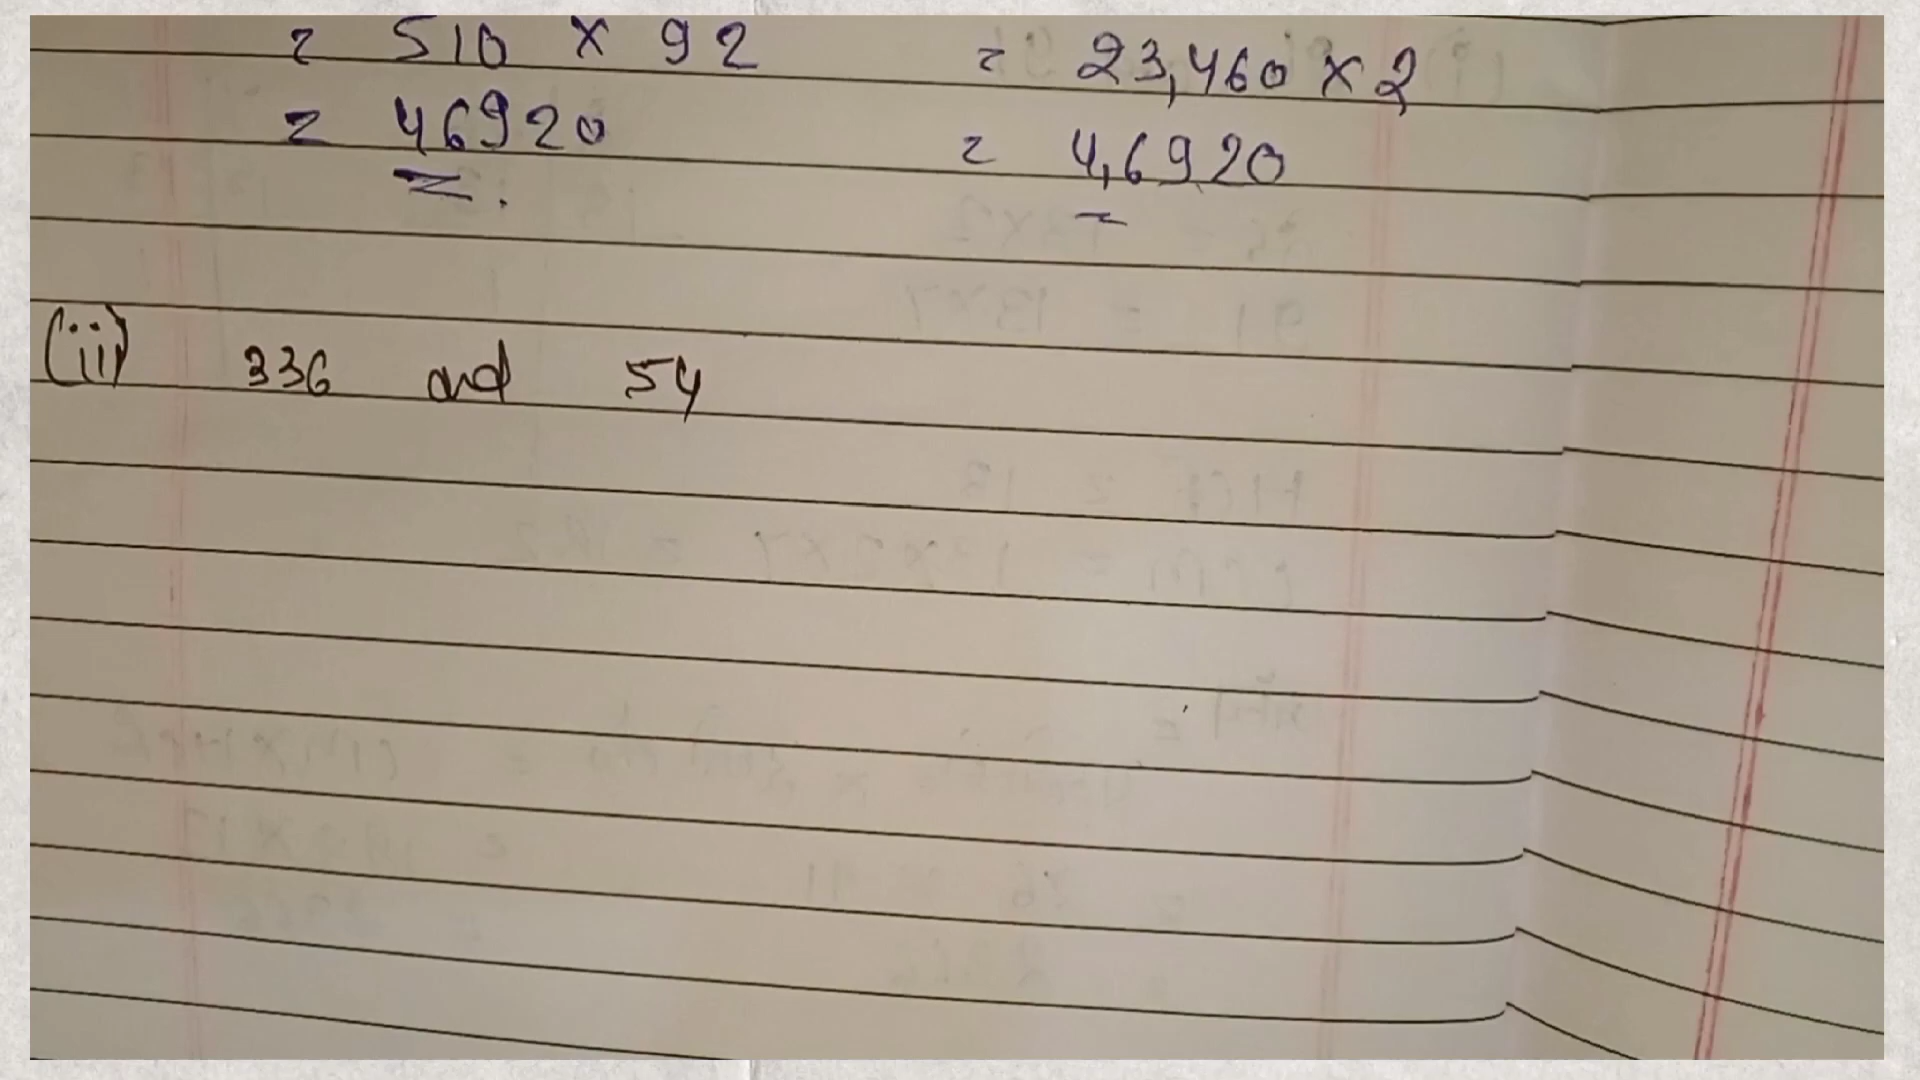 = 510 × 92
= 23,460 × 2
= 46920
= 4,6920
(iii) 336 and 54